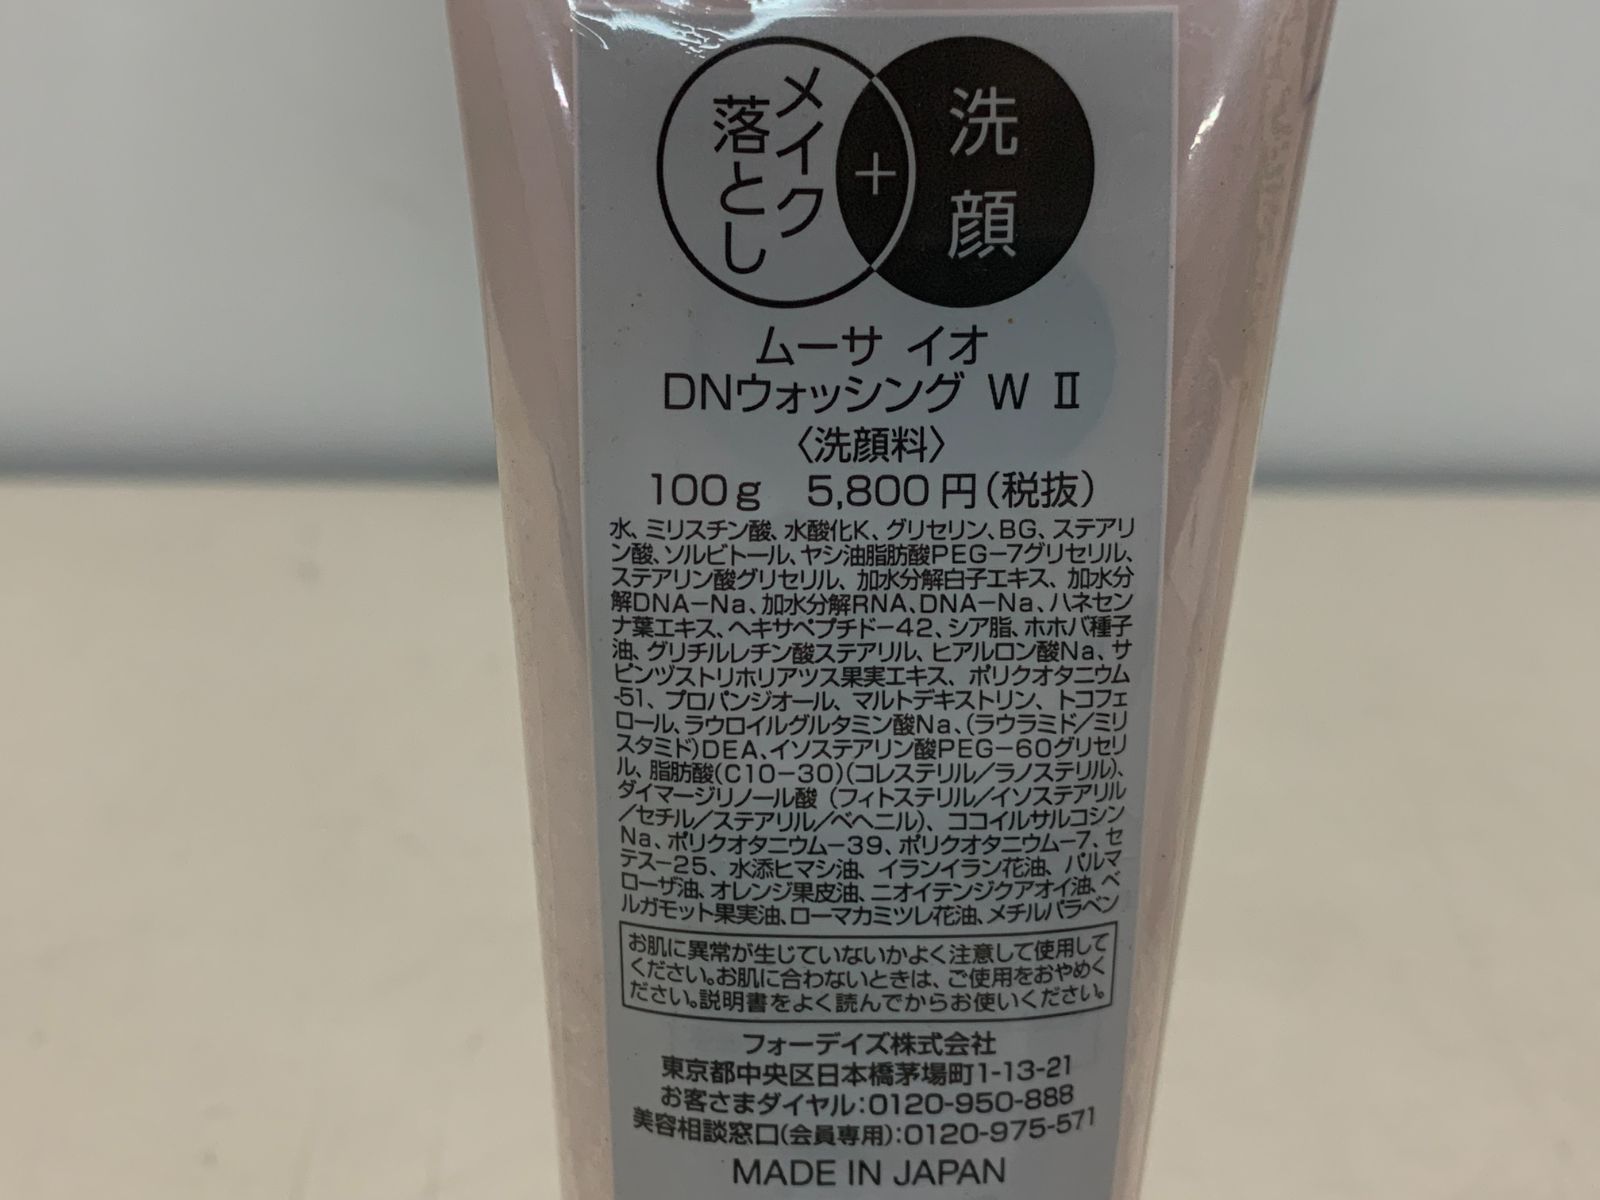 メイク
落とし
+
洗顔
ムーサ イオ
DNウォッシング W Ⅱ
〈洗顔料〉
100g 5,800円(税抜)
水、ミリスチン酸、水酸化K、グリセリン、BG、ステアリ
ン酸、ソルビトール、ヤシ油脂肪酸PEG-7グリセリル、
ステアリン酸グリセリル、加水分解白子エキス、加水分
解DNA-Na、加水分解RNA、DNA-Na、ハネセン
ナ葉エキス、ヘキサペプチド-42、シア脂、ホホバ種子
油、グリチルレチン酸ステアリル、ヒアルロン酸Na、サ
ピンヅストリホリアツス果実エキス、ポリクオタニウム
-51、プロパンジオール、マルトデキストリン、トコフェ
ロール、ラウロイルグルタミン酸Na、(ラウラミド/ミリ
スタミド)DEA、イソステアリン酸PEG-60グリセリ
ル、脂肪酸(C10-30)(コレステリル/ラノステリル)、
ダイマージリノール酸(フィトステリル/イソステアリル
/セチル/ステアリル/ベヘニル)、ココイルサルコシン
Na、ポリクオタニウム-39、ポリクオタニウム-7、セ
テス-25、水添ヒマシ油、イランイラン花油、パルマ
ローザ油、オレンジ果皮油、ニオイテンジクアオイ油、ベ
ルガモット果実油、ローマカミツレ花油、メチルパラベン
お肌に異常が生じていないかよく注意して使用して
ください。お肌に合わないときは、ご使用をおやめく
ださい。説明書をよく読んでからお使いください。
フォーデイズ株式会社
東京都中央区日本橋茅場町1-13-21
お客さまダイヤル:0120-950-888
美容相談窓口(会員専用):0120-975-571
MADE IN JAPAN